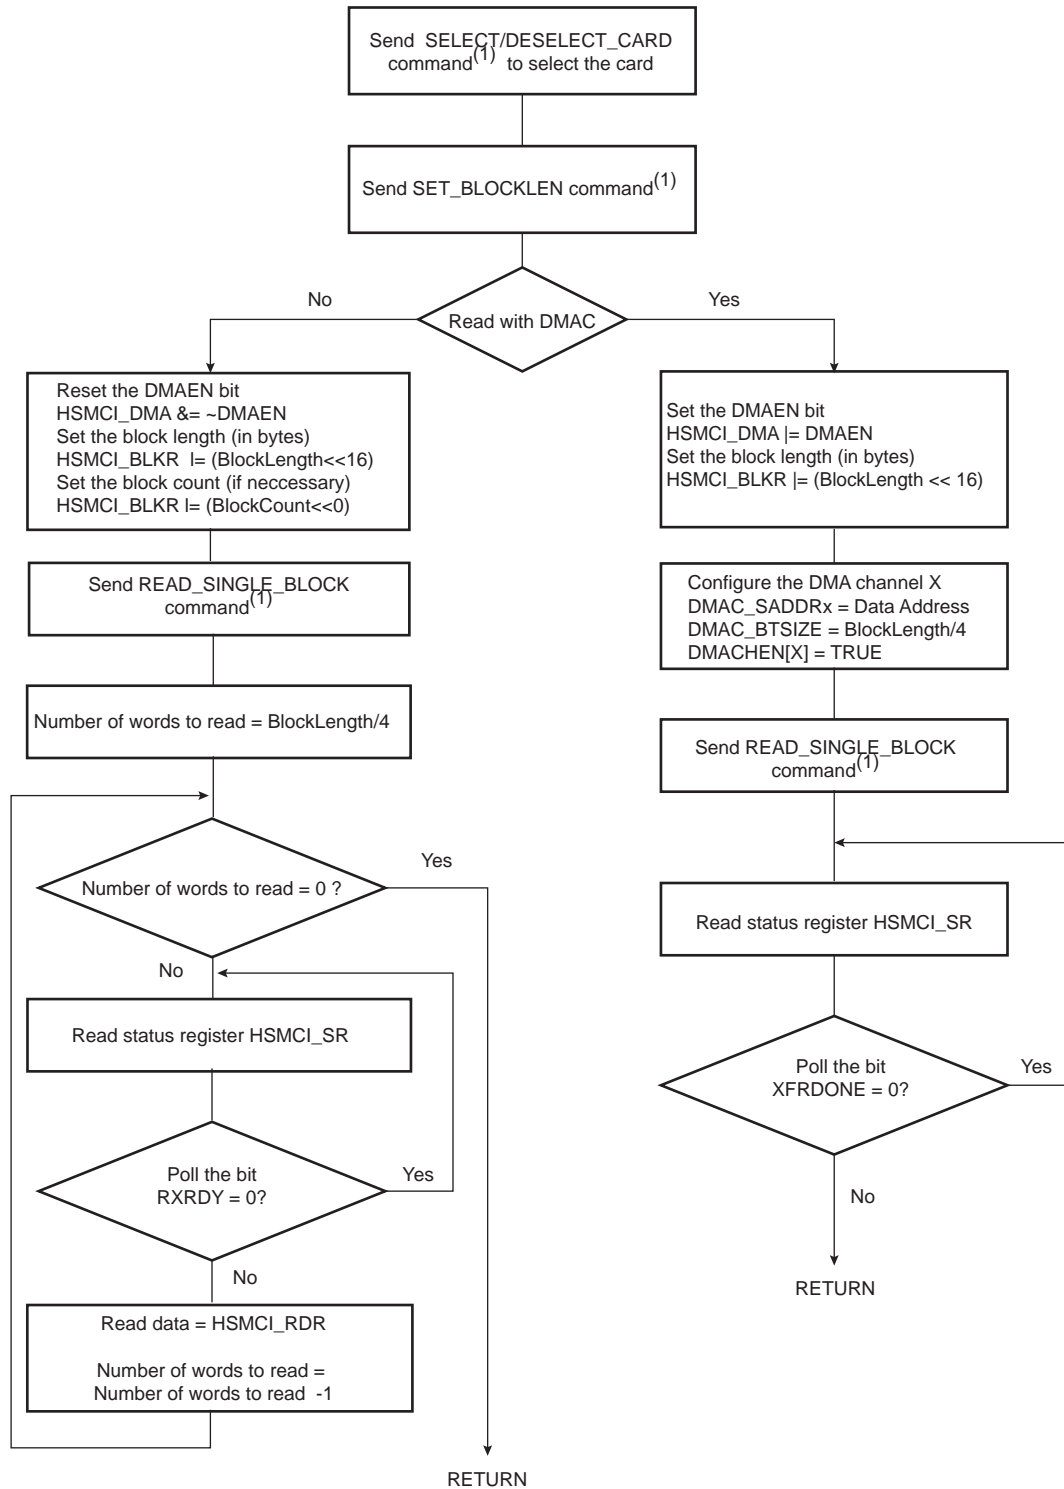 Send SELECT/DESELECT_CARD
command(1) to select the card
Send SET_BLOCKLEN command(1)
No
Yes
Read with DMAC
Reset the DMAEN bit
HSMCI_DMA &= ~DMAEN
Set the block length (in bytes)
HSMCI_BLKR l= (BlockLength<<16)
Set the block count (if neccessary)
HSMCI_BLKR l= (BlockCount<<0)
Send READ_SINGLE_BLOCK
command(1)
Number of words to read = BlockLength/4
Number of words to read = 0 ?
Yes
No
Read status register HSMCI_SR
Poll the bit
RXRDY = 0?
Yes
No
Read data = HSMCI_RDR
Number of words to read =
Number of words to read -1
RETURN
Set the DMAEN bit
HSMCI_DMA |= DMAEN
Set the block length (in bytes)
HSMCI_BLKR |= (BlockLength << 16)
Configure the DMA channel X
DMAC_SADDRx = Data Address
DMAC_BTSIZE = BlockLength/4
DMACHEN[X] = TRUE
Send READ_SINGLE_BLOCK
command(1)
Read status register HSMCI_SR
Poll the bit
XFRDONE = 0?
Yes
No
RETURN